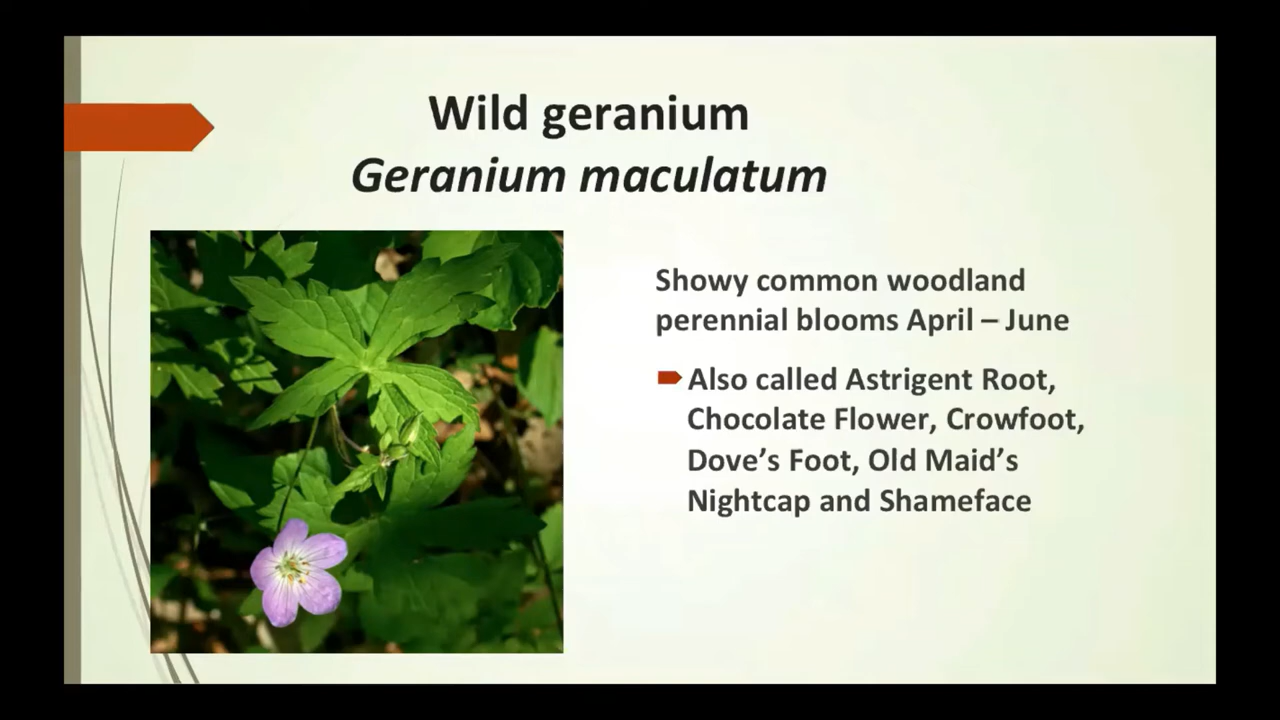 Wild geranium
Geranium maculatum
Showy common woodland
perennial blooms April – June
Also called Astrigent Root,
Chocolate Flower, Crowfoot,
Dove’s Foot, Old Maid’s
Nightcap and Shameface